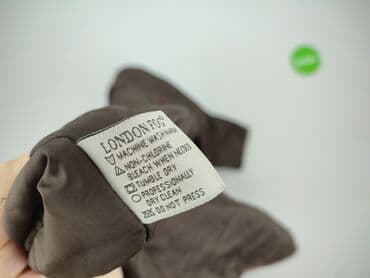 LONDON FOG
MACHINE WASH WARM
NON-CHLORINE
BLEACH WHEN NEEDED
TUMBLE DRY
PROFESSIONALLY
DRY CLEAN
DO NOT PRESS